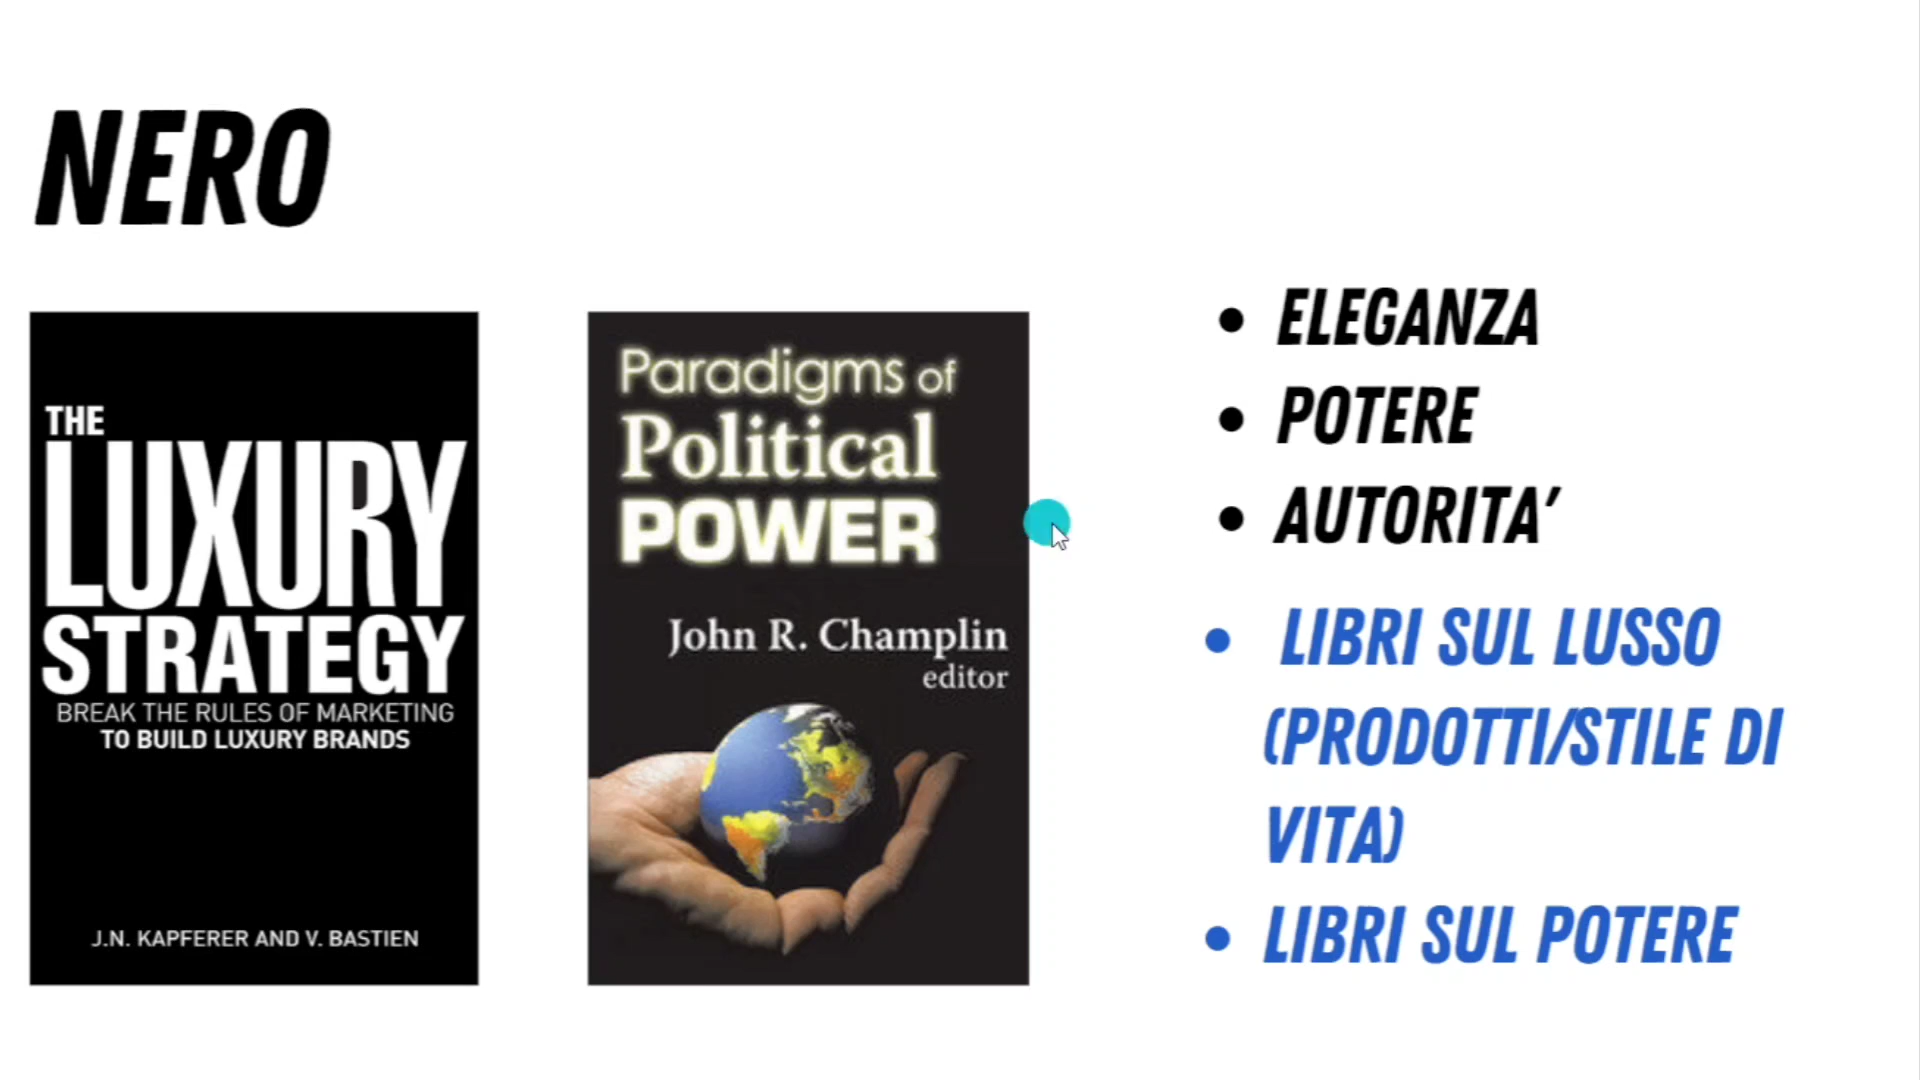 NERO
THE
LUXURY
STRATEGY
BREAK THE RULES OF MARKETING
TO BUILD LUXURY BRANDS
J.N. KAPFERER AND V. BASTIEN
Paradigms of
Political
POWER
John R. Champlin
editor
• ELEGANZA
• POTERE
• AUTORITA'
• LIBRI SUL LUSSO
(PRODOTTI/STILE DI
VITA)
• LIBRI SUL POTERE